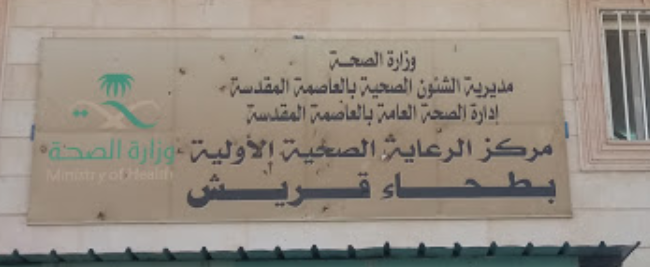 وزارة الصحة
مديرية الشئون الصحية بالعاصمة المقدسة
إدارة الصحة العامة بالعاصمة المقدسة
مركز الرعاية الصحية الأولية
بطحاء قريش
وزارة الصحة
Ministry of Health